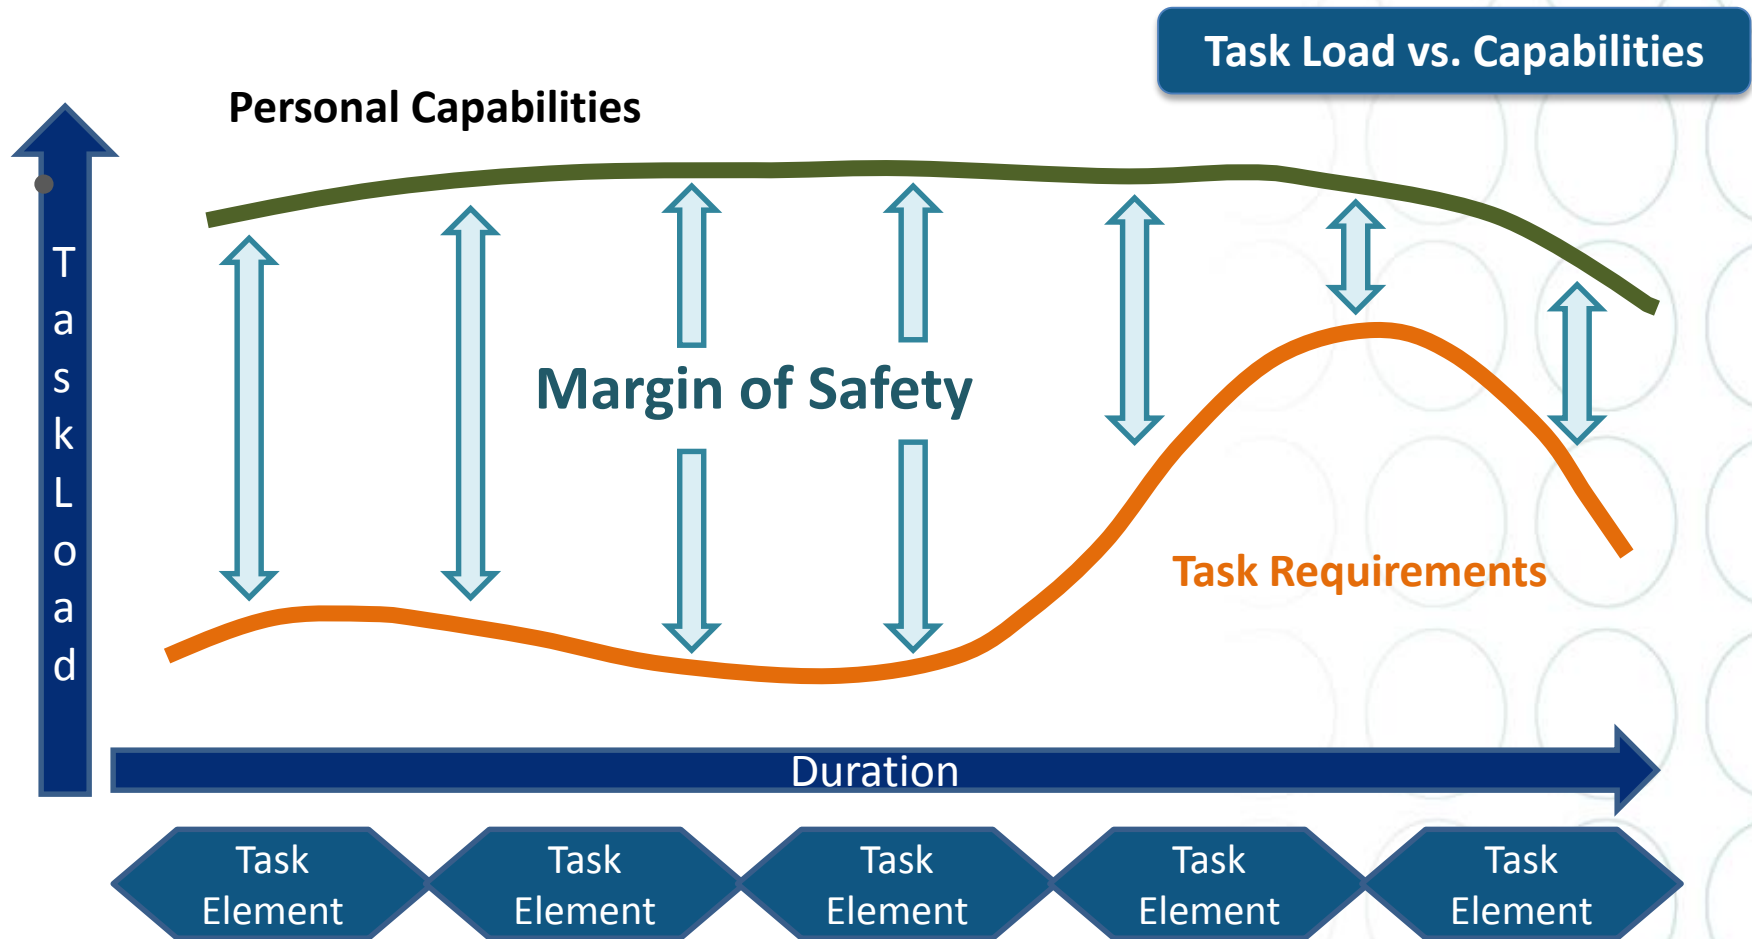 Task Load vs. Capabilities
Personal Capabilities
Task Load
Margin of Safety
Task Requirements
Duration
Task
Element
Task
Element
Task
Element
Task
Element
Task
Element